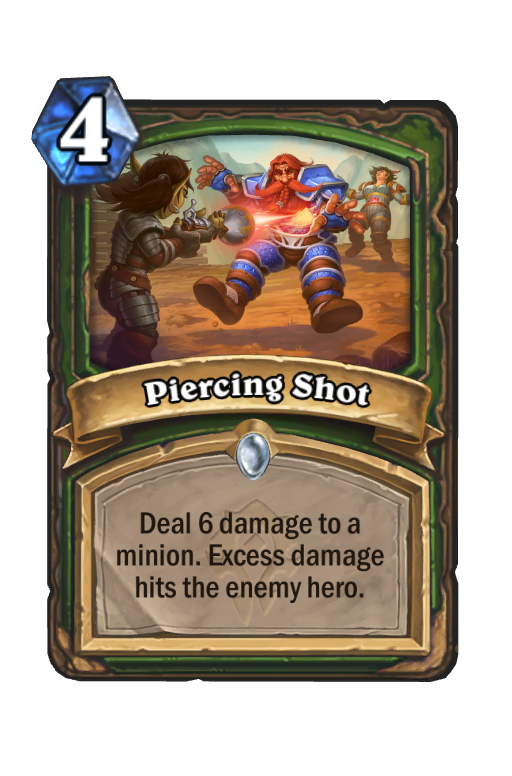 4
Piercing Shot
Deal 6 damage to a
minion. Excess damage
hits the enemy hero.